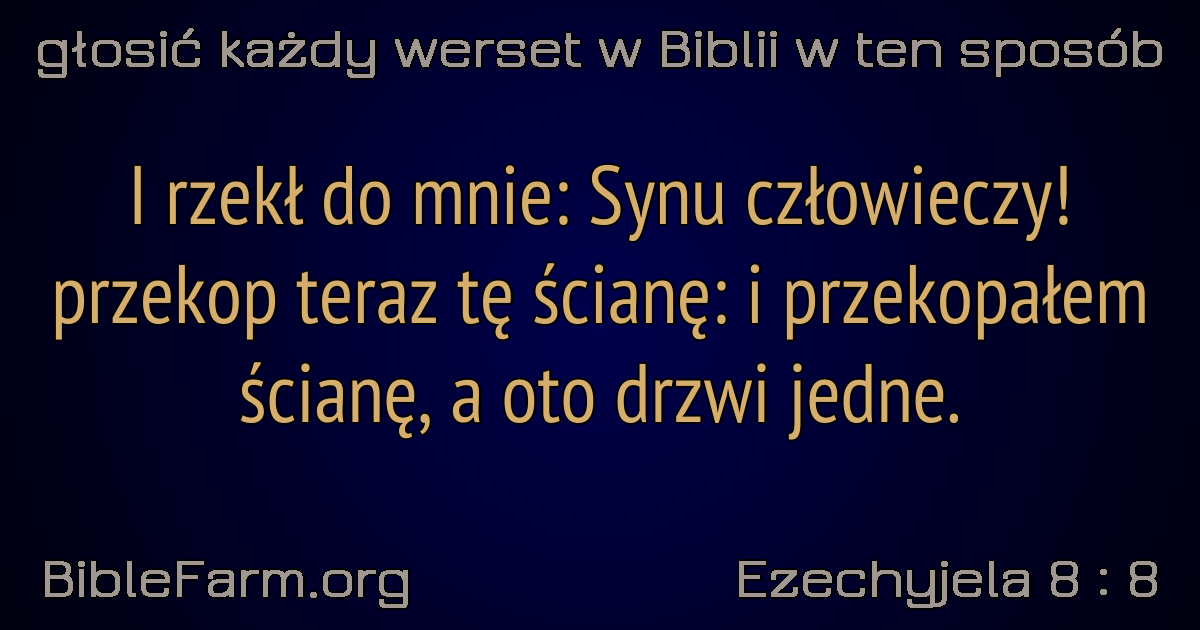 głosić każdy werset w Biblii w ten sposób
I rzekł do mnie: Synu człowieczy!
przekop teraz tę ścianę: i przekopałem
ścianę, a oto drzwi jedne.
BibleFarm.org
Ezechyjela 8 : 8